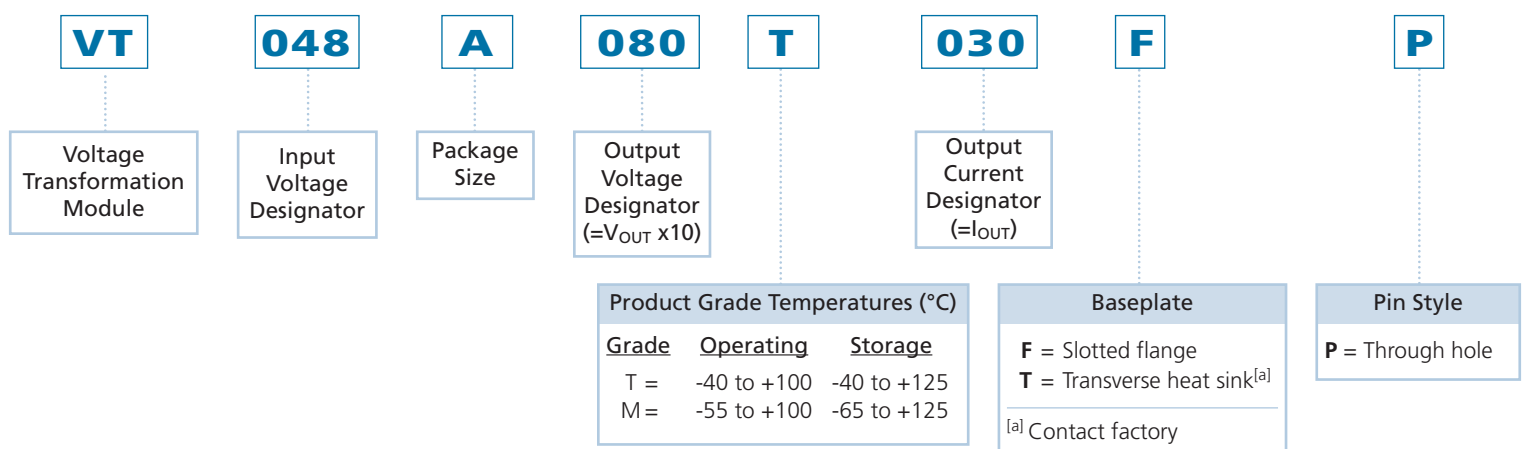 VT 048 A 080 T 030 F P
Voltage
Transformation
Module
Input
Voltage
Designator
Package
Size
Output
Voltage
Designator
(=VOUT x10)
Output
Current
Designator
(=IOUT)
Product Grade Temperatures (°C)
Grade Operating Storage
T = -40 to +100 -40 to +125
M = -55 to +100 -65 to +125
Baseplate
F = Slotted flange
T = Transverse heat sink[a]
[a] Contact factory
Pin Style
P = Through hole